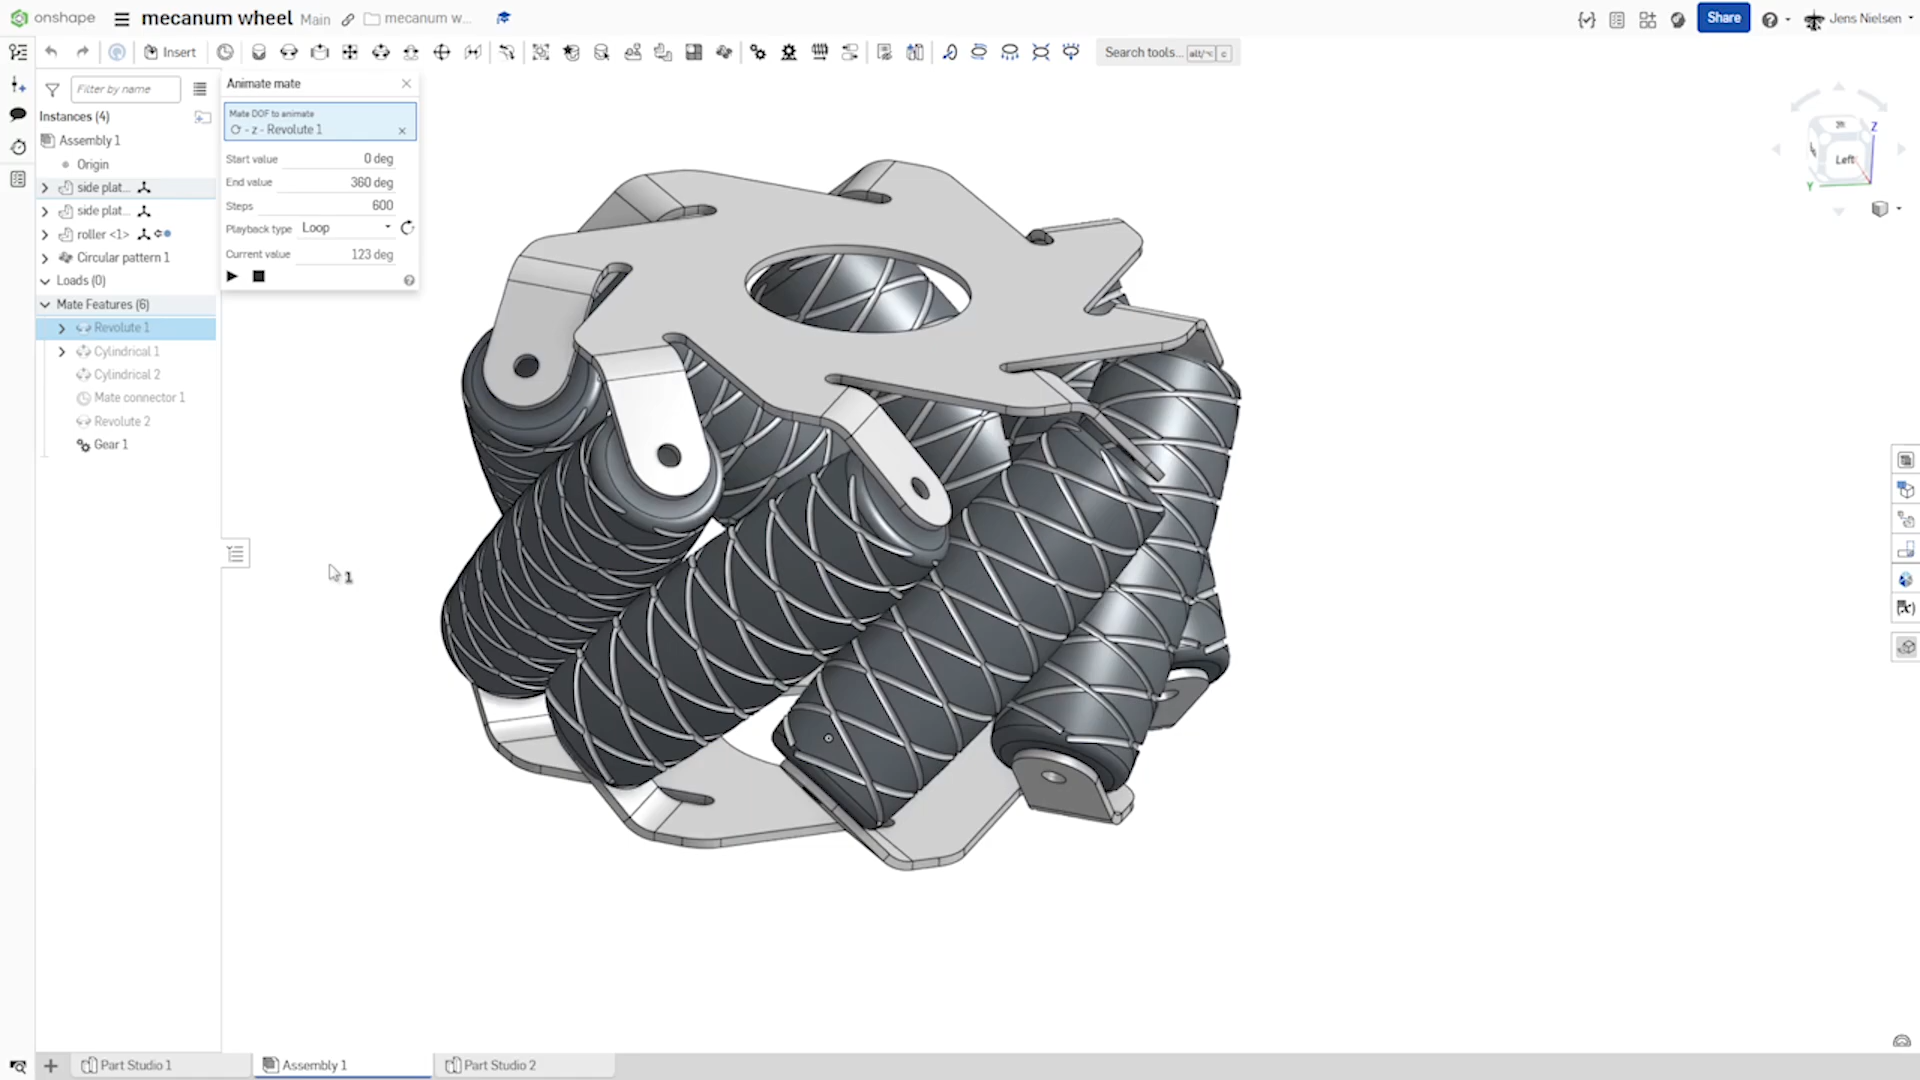 onshape
mecanum wheel Main mecanum w...
Share
Jens Nielsen
Insert
Search tools... alt/⌥ c
Filter by name
Instances (4)
Assembly 1
Origin
side plat...
side plat...
roller <1>
Circular pattern 1
Loads (0)
Mate Features (6)
Revolute 1
Cylindrical 1
Cylindrical 2
Mate connector 1
Revolute 2
Gear 1
Animate mate
Mate DOF to animate
- z - Revolute 1
Start value 0 deg
End value 360 deg
Steps 600
Playback type Loop
Current value 123 deg
Z
Left
Y
1
Part Studio 1
Assembly 1
Part Studio 2